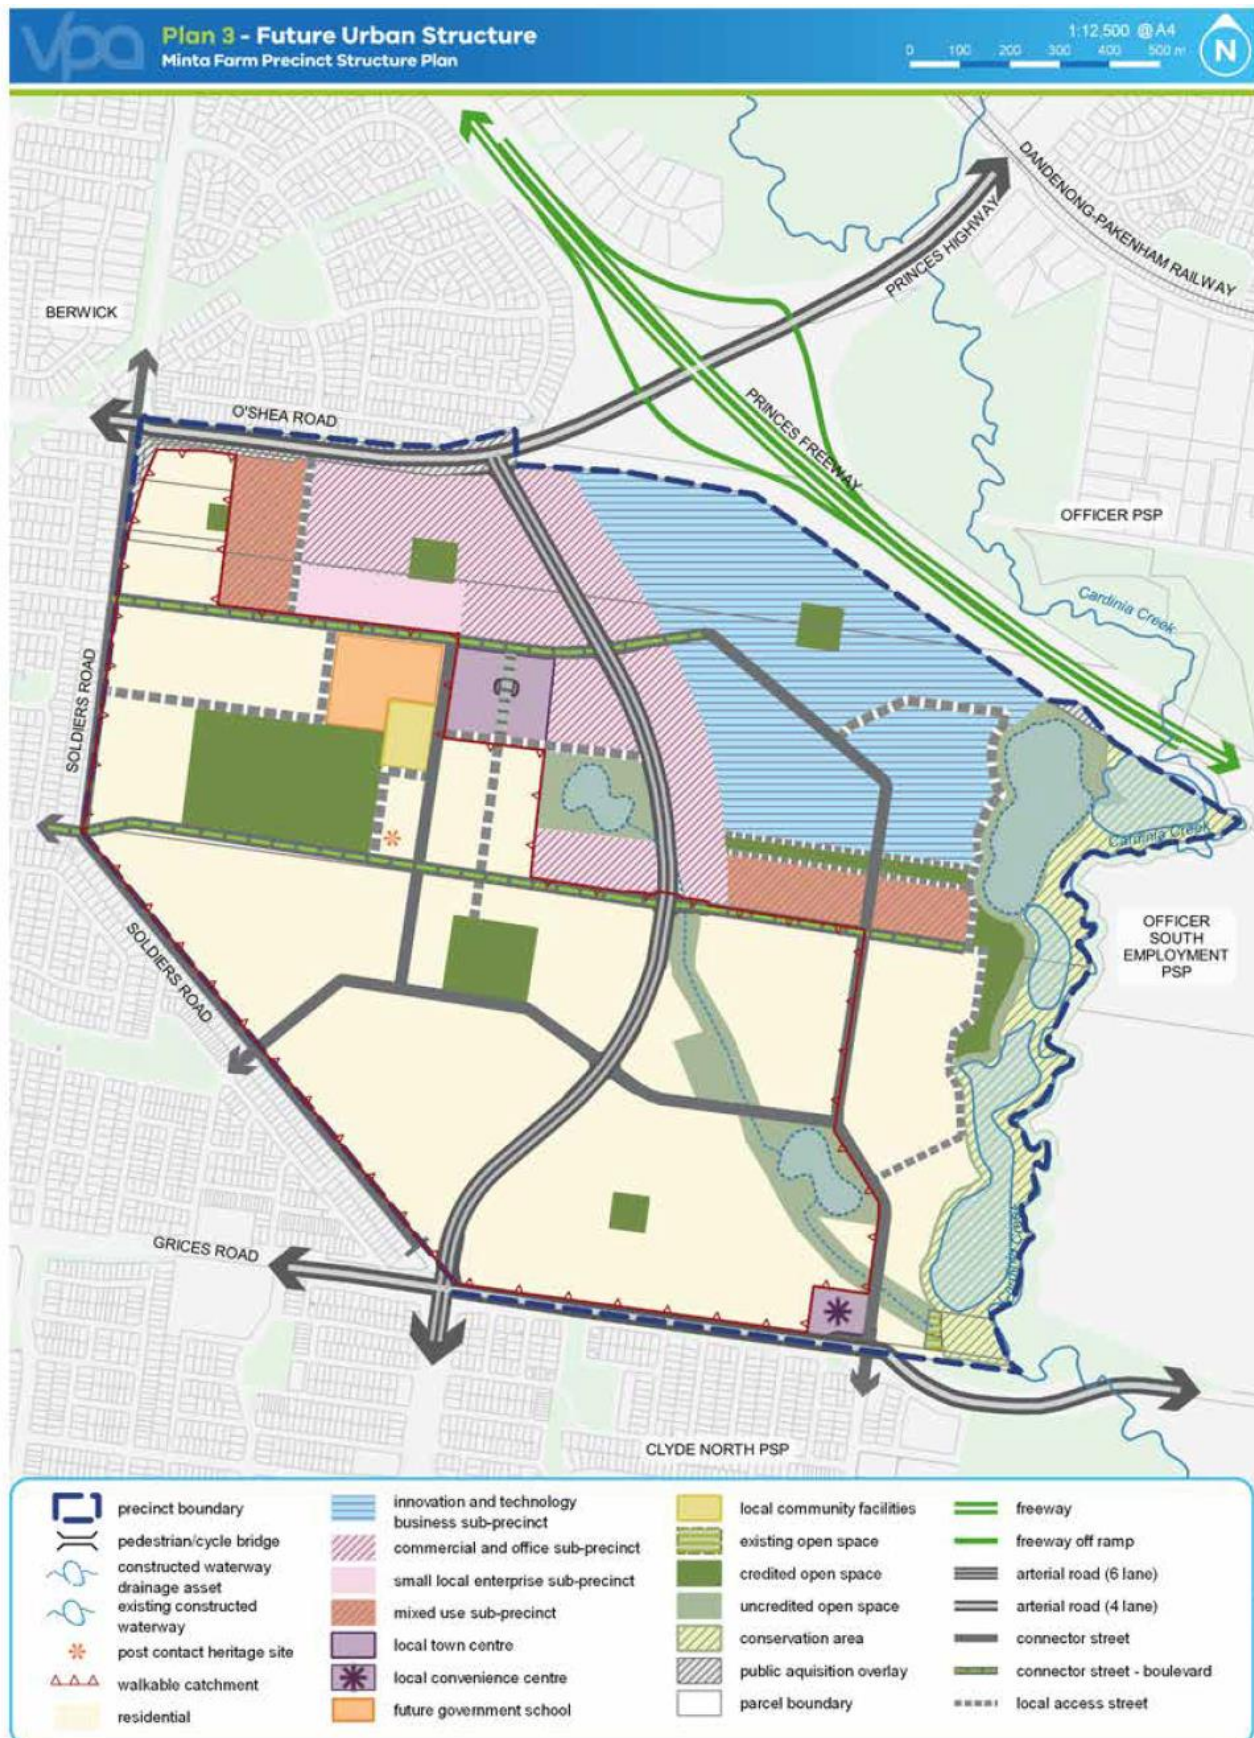 vpa
Plan 3 - Future Urban Structure
Minta Farm Precinct Structure Plan
1:12,500 @ A4
0 100 200 300 400 500 m
N
DANDENONG-PAKENHAM RAILWAY
PRINCES HIGHWAY
BERWICK
O'SHEA ROAD
PRINCES FREEWAY
OFFICER PSP
Cardinia Creek
SOLDIERS ROAD
Cardinia Creek
OFFICER
SOUTH
EMPLOYMENT
PSP
SOLDIERS ROAD
Creek
GRICES ROAD
CLYDE NORTH PSP
precinct boundary
pedestrian/cycle bridge
constructed waterway
drainage asset
existing constructed
waterway
post contact heritage site
walkable catchment
residential
innovation and technology
business sub-precinct
commercial and office sub-precinct
small local enterprise sub-precinct
mixed use sub-precinct
local town centre
local convenience centre
future government school
local community facilities
existing open space
credited open space
uncredited open space
conservation area
public aquisition overlay
parcel boundary
freeway
freeway off ramp
arterial road (6 lane)
arterial road (4 lane)
connector street
connector street - boulevard
local access street